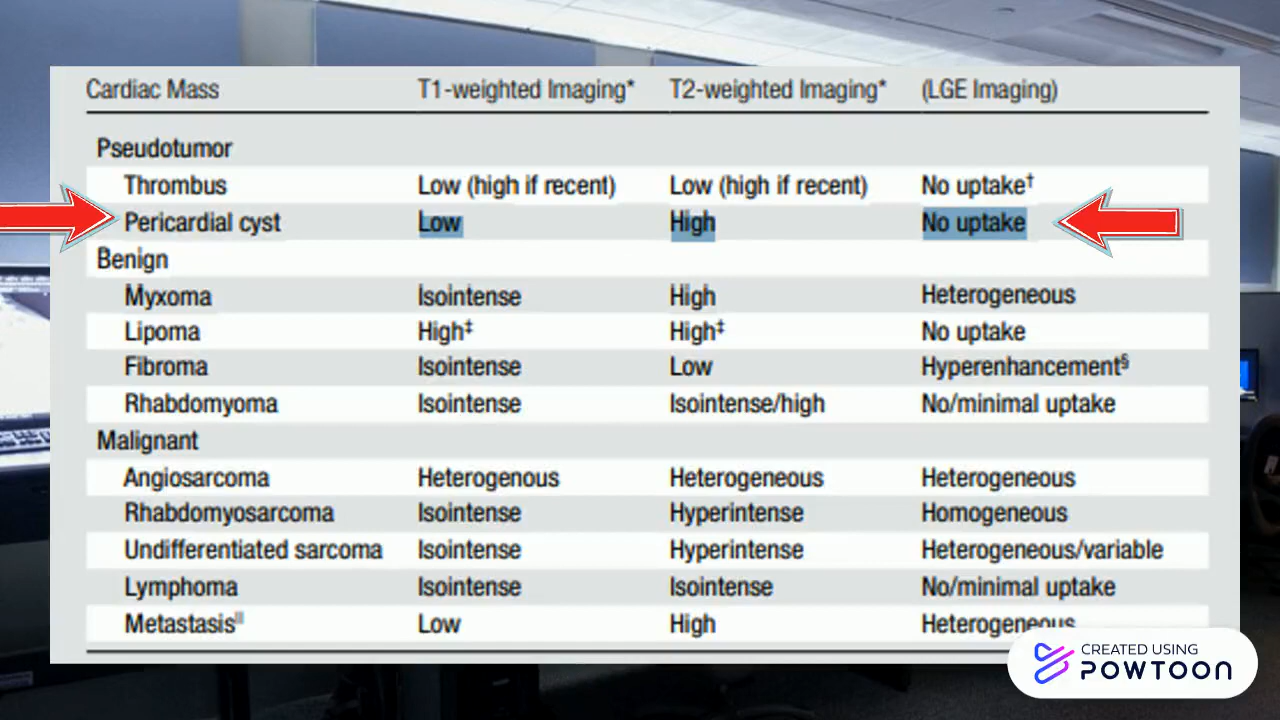 Cardiac Mass T1-weighted Imaging* T2-weighted Imaging* (LGE Imaging)
Pseudotumor
Thrombus Low (high if recent) Low (high if recent) No uptake†
Pericardial cyst Low High No uptake
Benign
Myxoma Isointense High Heterogeneous
Lipoma High‡ High‡ No uptake
Fibroma Isointense Low Hyperenhancement§
Rhabdomyoma Isointense Isointense/high No/minimal uptake
Malignant
Angiosarcoma Heterogenous Heterogeneous Heterogeneous
Rhabdomyosarcoma Isointense Hyperintense Homogeneous
Undifferentiated sarcoma Isointense Hyperintense Heterogeneous/variable
Lymphoma Isointense Isointense No/minimal uptake
Metastasis‖ Low High Heterogeneous
CREATED USING
POWTOON